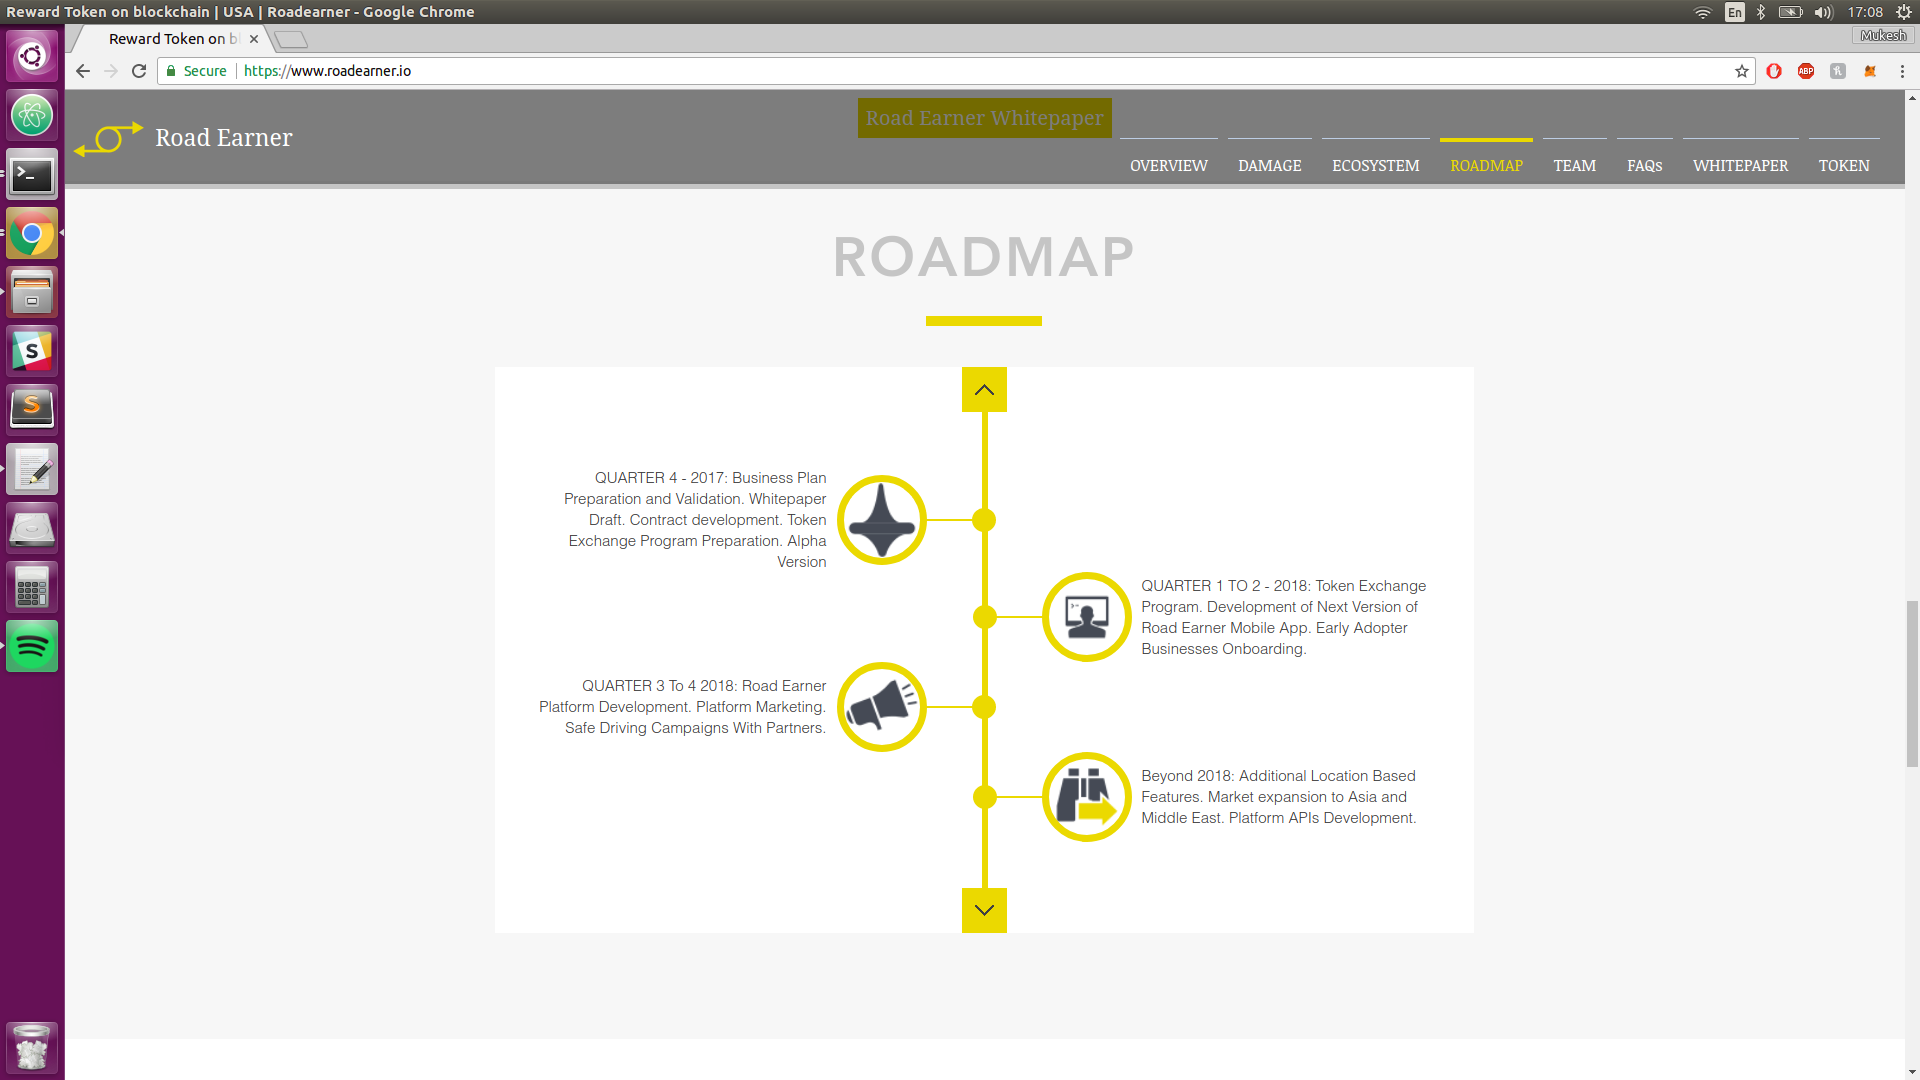 Reward Token on blockchain | USA | Roadearner - Google Chrome
En
17:08
Reward Token on b
Mukesh
Secure
https://www.roadearner.io
ABP
Road Earner
Road Earner Whitepaper
OVERVIEW
DAMAGE
ECOSYSTEM
ROADMAP
TEAM
FAQs
WHITEPAPER
TOKEN
ROADMAP
QUARTER 4 - 2017: Business Plan
Preparation and Validation. Whitepaper
Draft. Contract development. Token
Exchange Program Preparation. Alpha
Version
QUARTER 1 TO 2 - 2018: Token Exchange
Program. Development of Next Version of
Road Earner Mobile App. Early Adopter
Businesses Onboarding.
QUARTER 3 To 4 2018: Road Earner
Platform Development. Platform Marketing.
Safe Driving Campaigns With Partners.
Beyond 2018: Additional Location Based
Features. Market expansion to Asia and
Middle East. Platform APIs Development.